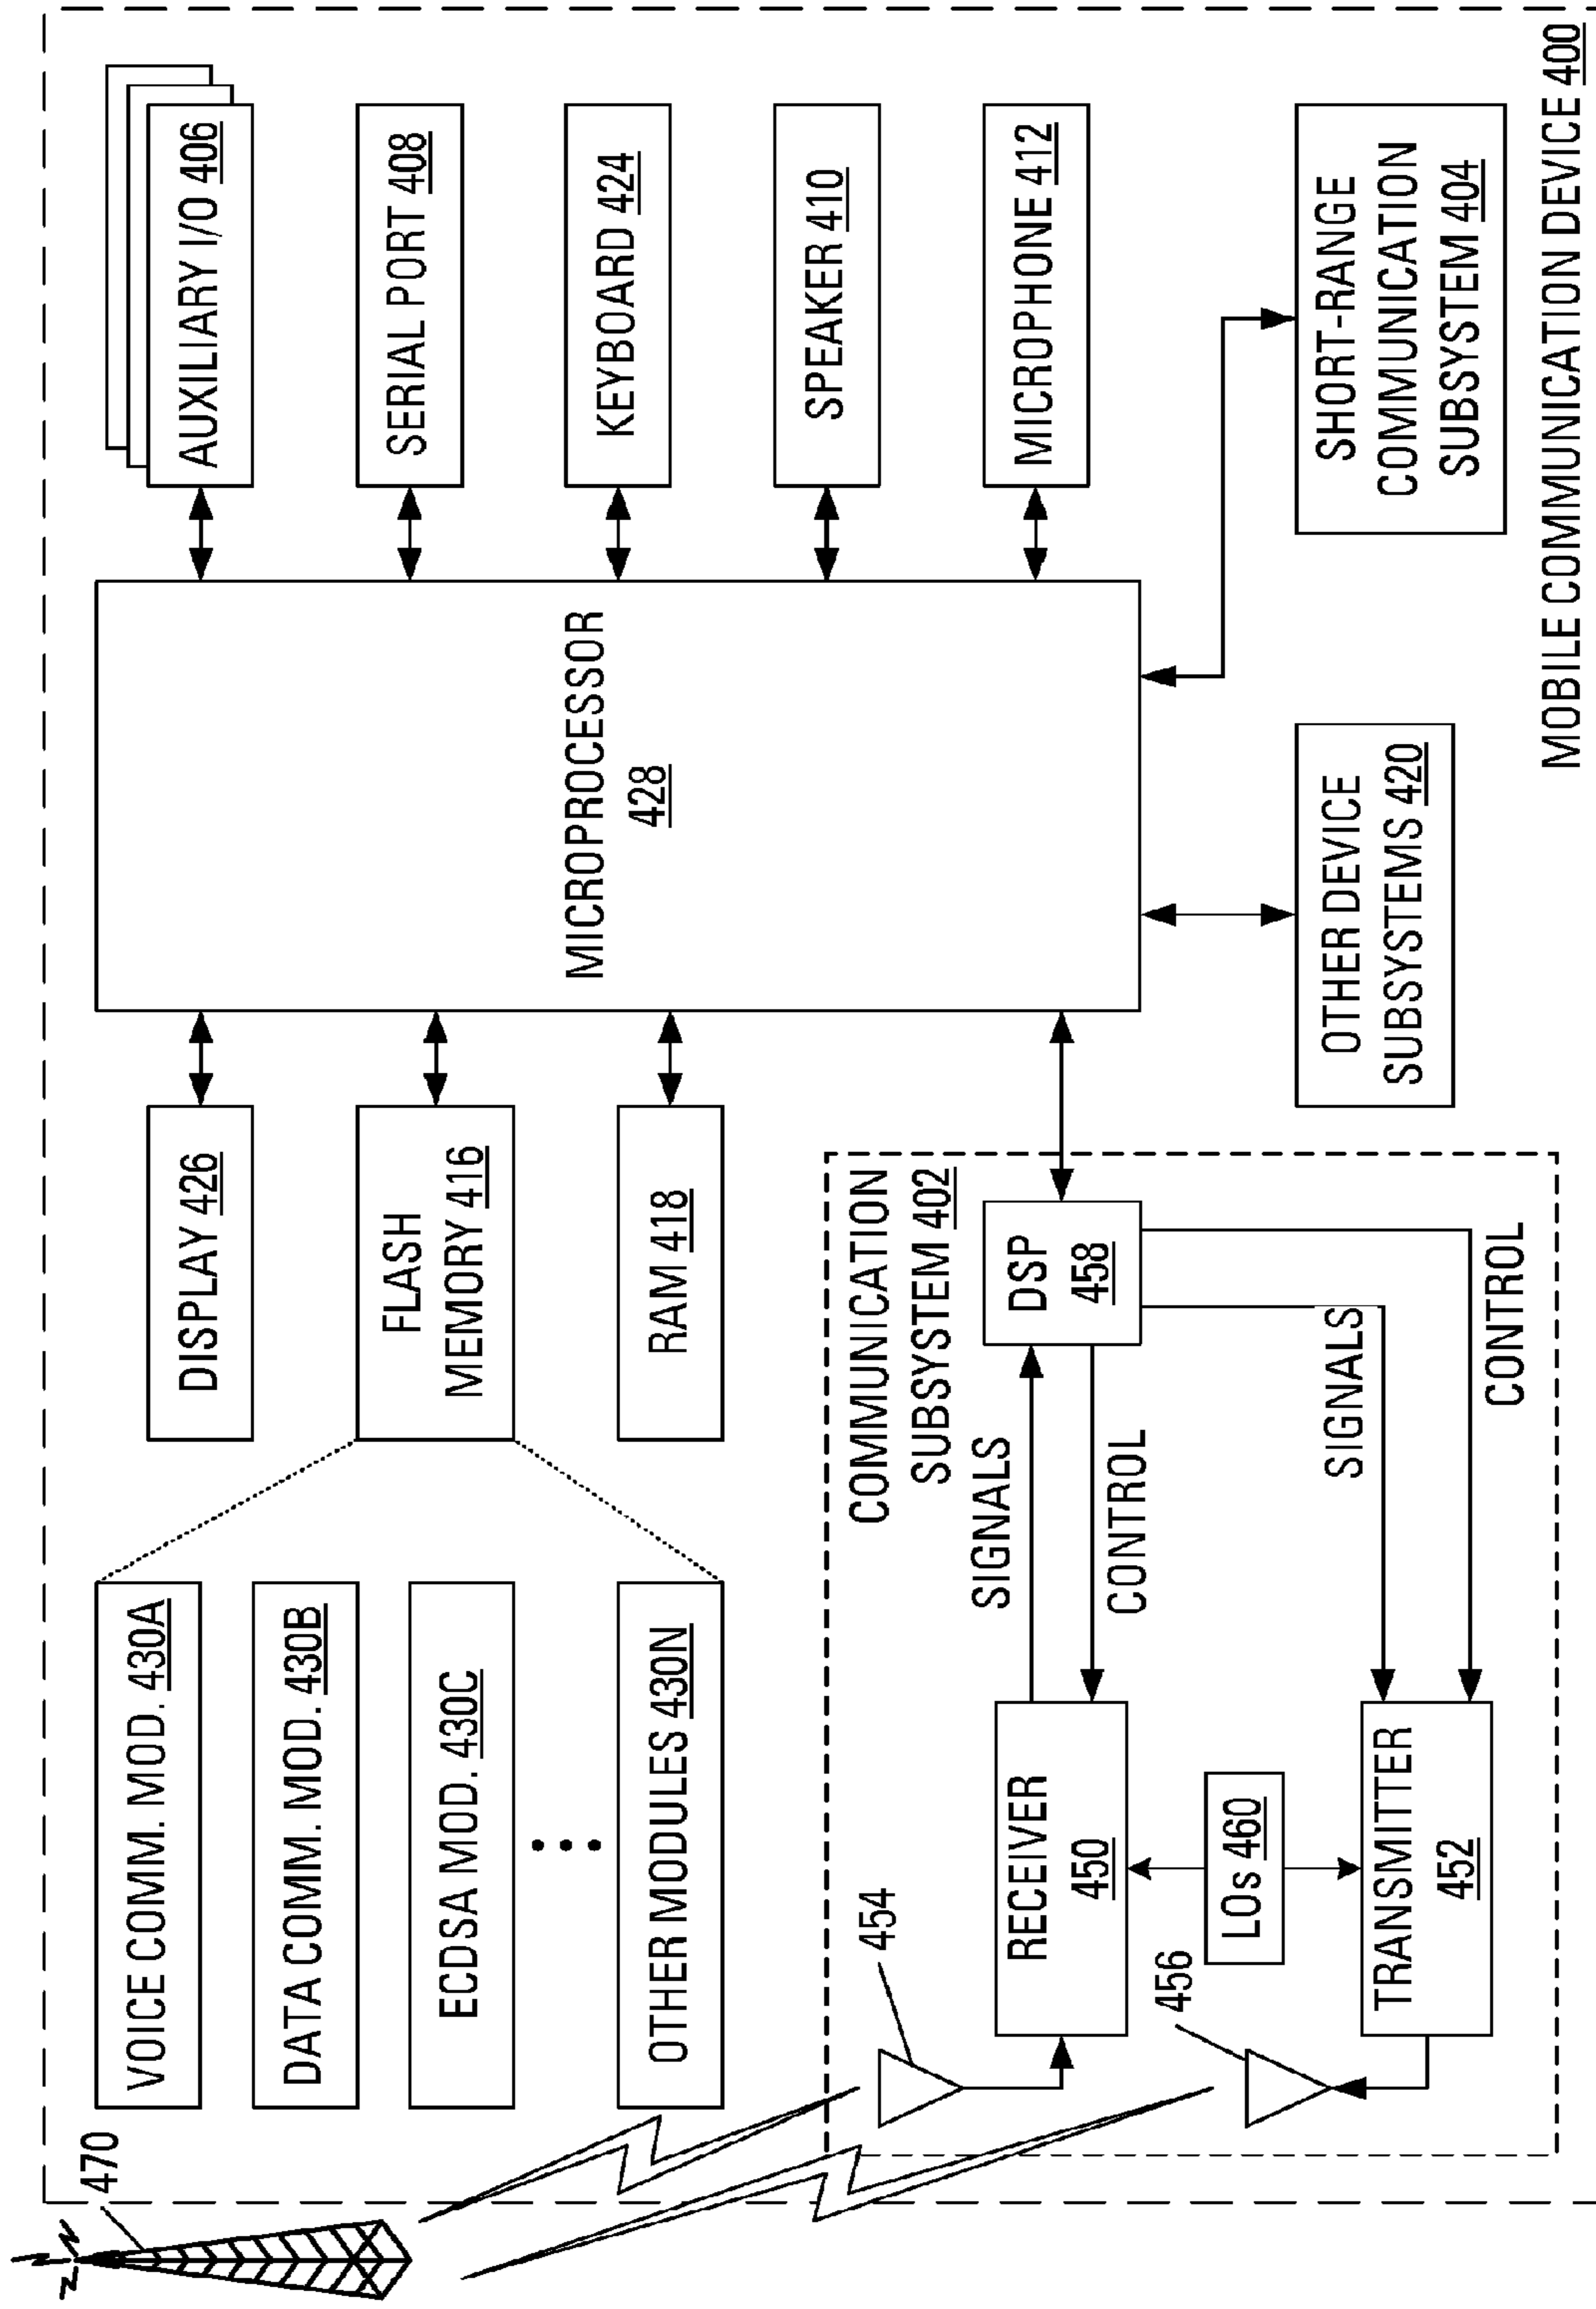 470
VOICE COMM. MOD. 430A
DATA COMM. MOD. 430B
ECDSA MOD. 430C
OTHER MODULES 430N
DISPLAY 426
FLASH
MEMORY 416
RAM 418
MICROPROCESSOR
428
AUXILIARY I/O 406
SERIAL PORT 408
KEYBOARD 424
SPEAKER 410
MICROPHONE 412
COMMUNICATION
SUBSYSTEM 402
454
RECEIVER
450
SIGNALS
CONTROL
DSP
458
LOs 460
456
TRANSMITTER
452
SIGNALS
CONTROL
OTHER DEVICE
SUBSYSTEMS 420
SHORT-RANGE
COMMUNICATION
SUBSYSTEM 404
MOBILE COMMUNICATION DEVICE 400